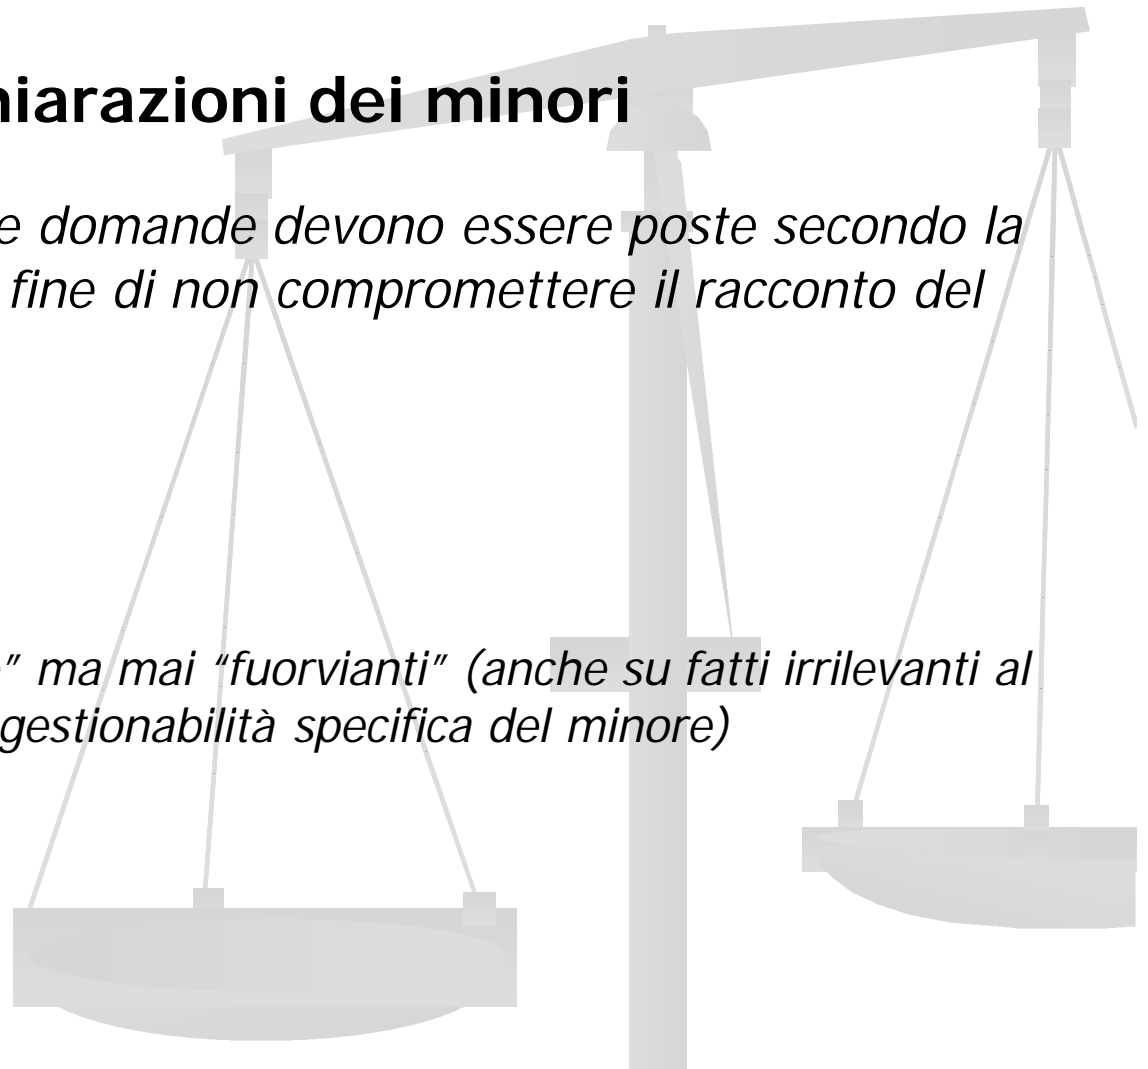 iarazioni dei minori
e domande devono essere poste secondo la
fine di non compromettere il racconto del
” ma mai “fuorvianti” (anche su fatti irrilevanti al
gestionabilità specifica del minore)